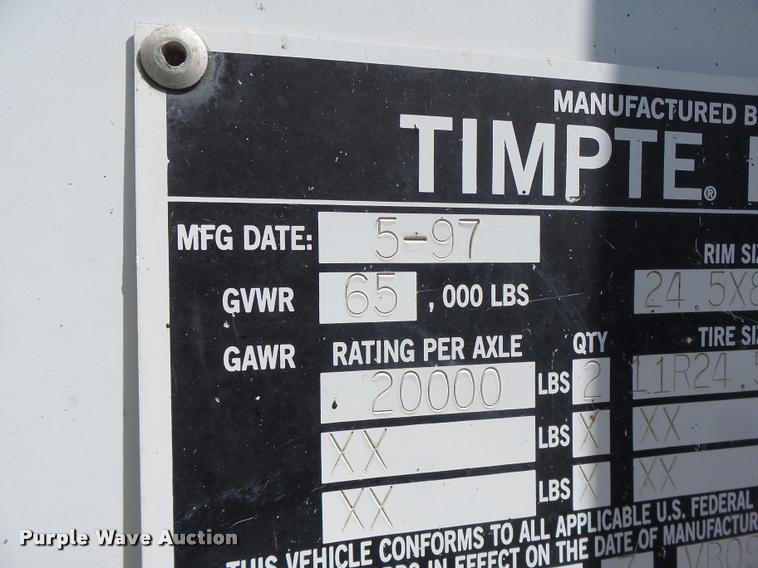 MANUFACTURED B
TIMPTE®
MFG DATE: 5-97
RIM SIZ
GVWR 65 ,000 LBS 24.5X8
GAWR RATING PER AXLE QTY TIRE SIZ
20000 LBS 2 11R24.5
XX LBS X XX
XX LBS X XX
THIS VEHICLE CONFORMS TO ALL APPLICABLE U.S. FEDERAL
IN EFFECT ON THE DATE OF MANUFACTUR
Purple Wave Auction